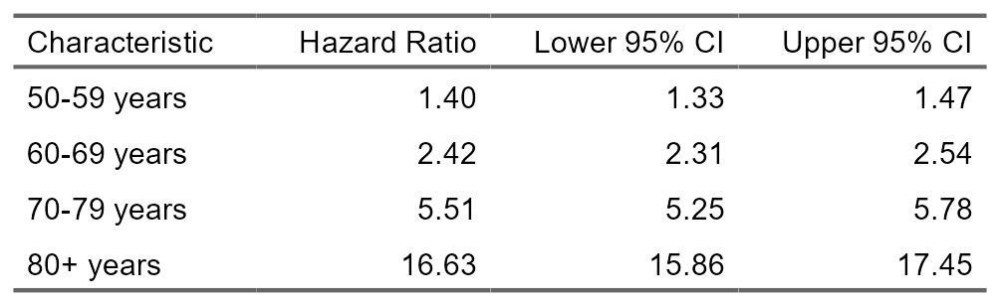 Characteristic Hazard Ratio Lower 95% CI Upper 95% CI
50-59 years 1.40 1.33 1.47
60-69 years 2.42 2.31 2.54
70-79 years 5.51 5.25 5.78
80+ years 16.63 15.86 17.45